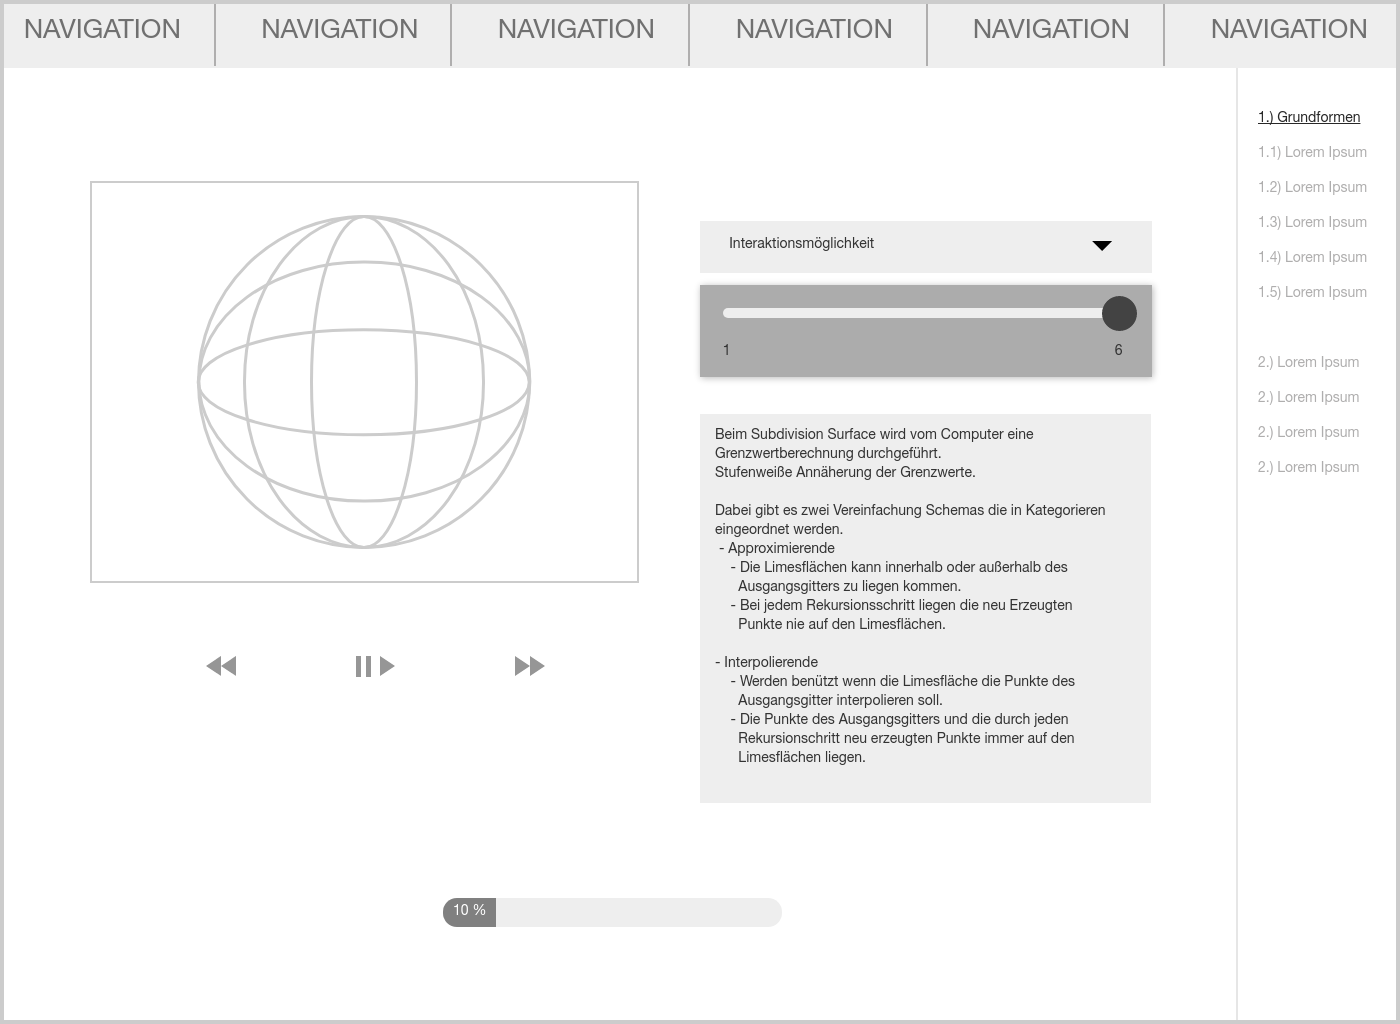 NAVIGATION NAVIGATION NAVIGATION NAVIGATION NAVIGATION NAVIGATION
Interaktionsmöglichkeit
1 6
Beim Subdivision Surface wird vom Computer eine
Grenzwertberechnung durchgeführt.
Stufenweiße Annäherung der Grenzwerte.
Dabei gibt es zwei Vereinfachung Schemas die in Kategorieren
eingeordnet werden.
- Approximierende
- Die Limesflächen kann innerhalb oder außerhalb des
Ausgangsgitters zu liegen kommen.
- Bei jedem Rekursionsschritt liegen die neu Erzeugten
Punkte nie auf den Limesflächen.
- Interpolierende
- Werden benützt wenn die Limesfläche die Punkte des
Ausgangsgitter interpolieren soll.
- Die Punkte des Ausgangsgitters und die durch jeden
Rekursionschritt neu erzeugten Punkte immer auf den
Limesflächen liegen.
10 %
1.) Grundformen
1.1) Lorem Ipsum
1.2) Lorem Ipsum
1.3) Lorem Ipsum
1.4) Lorem Ipsum
1.5) Lorem Ipsum
2.) Lorem Ipsum
2.) Lorem Ipsum
2.) Lorem Ipsum
2.) Lorem Ipsum